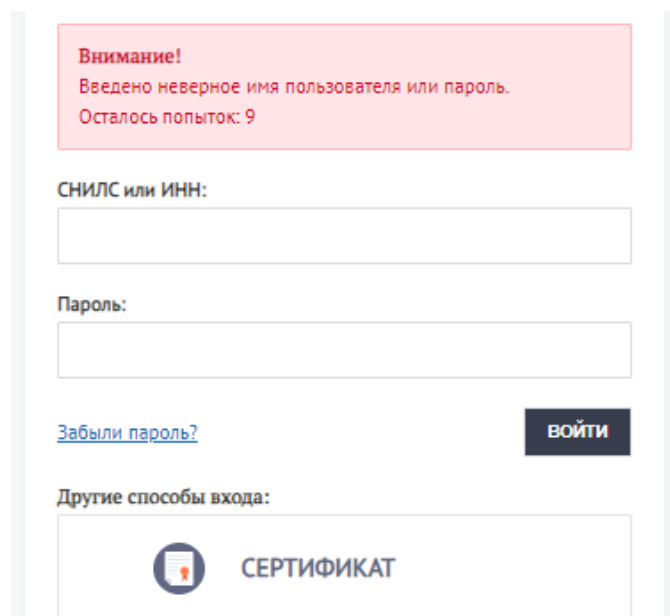 Внимание!
Введено неверное имя пользователя или пароль.
Осталось попыток: 9
СНИЛС или ИНН:
Пароль:
Забыли пароль?
ВОЙТИ
Другие способы входа:
СЕРТИФИКАТ